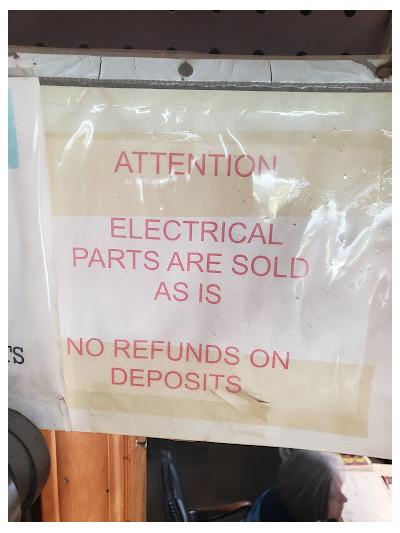 ATTENTION
ELECTRICAL
PARTS ARE SOLD
AS IS
NO REFUNDS ON
DEPOSITS